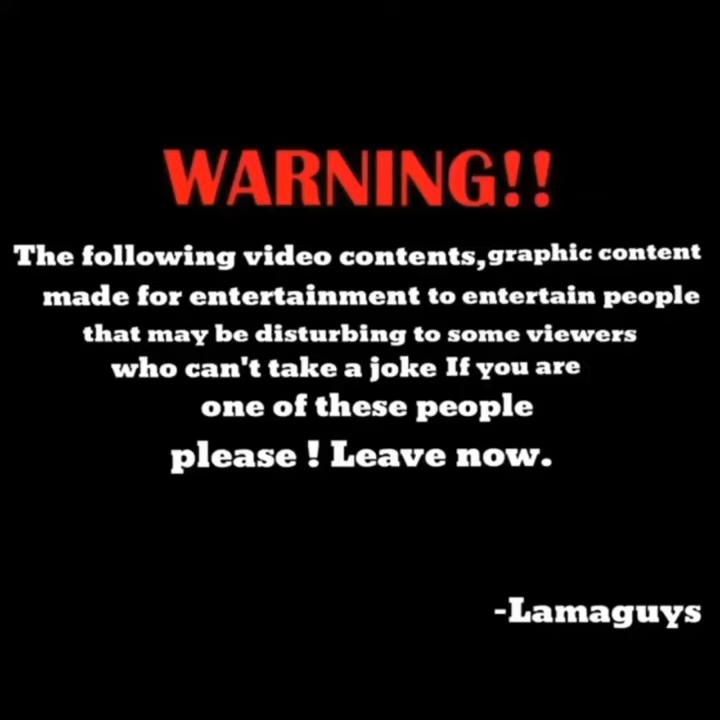 WARNING!!
The following video contents,graphic content
made for entertainment to entertain people
that may be disturbing to some viewers
who can't take a joke If you are
one of these people
please ! Leave now.
-Lamaguys